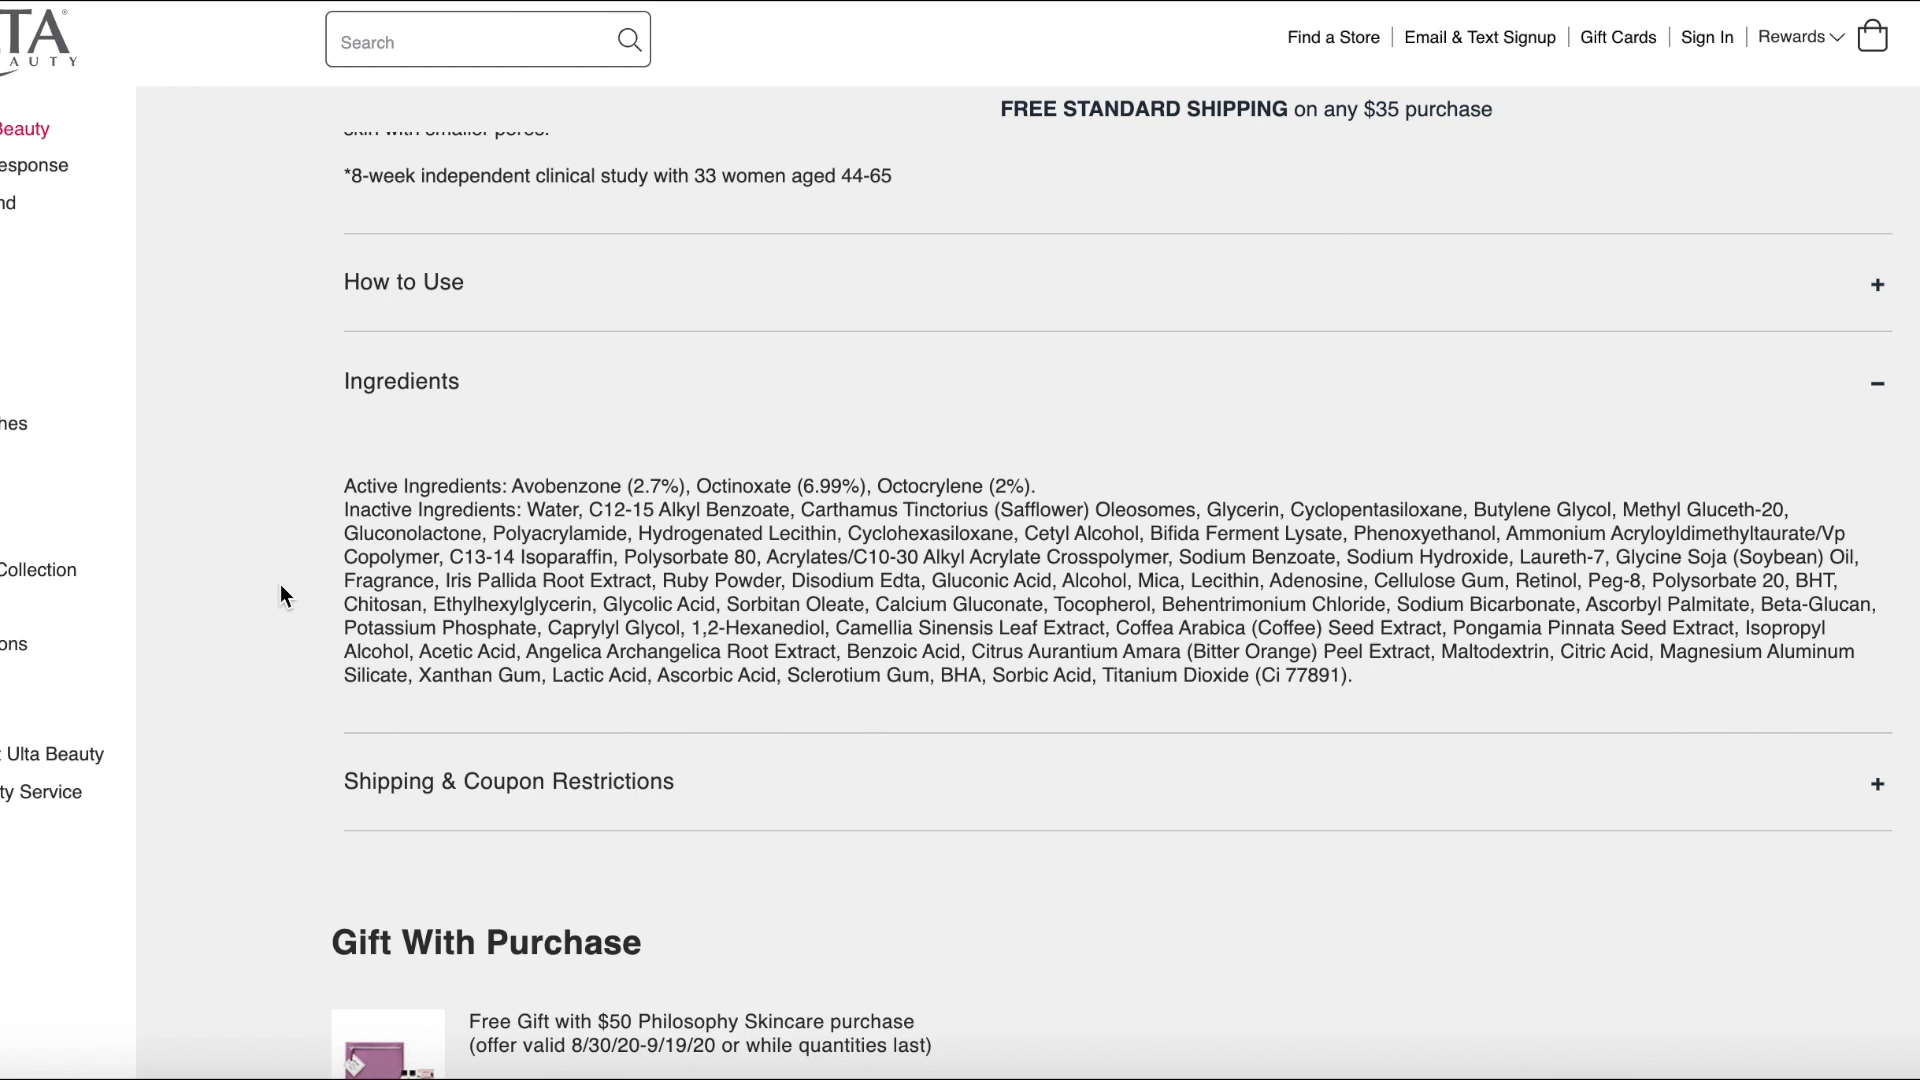 TA
AUTY
Search
Find a Store
Email & Text Signup
Gift Cards
Sign In
Rewards
FREE STANDARD SHIPPING on any $35 purchase
Beauty
esponse
nd
hes
Collection
ons
t Ulta Beauty
ty Service
skin with smaller pores.
*8-week independent clinical study with 33 women aged 44-65
How to Use
+
Ingredients
−
Active Ingredients: Avobenzone (2.7%), Octinoxate (6.99%), Octocrylene (2%).
Inactive Ingredients: Water, C12-15 Alkyl Benzoate, Carthamus Tinctorius (Safflower) Oleosomes, Glycerin, Cyclopentasiloxane, Butylene Glycol, Methyl Gluceth-20,
Gluconolactone, Polyacrylamide, Hydrogenated Lecithin, Cyclohexasiloxane, Cetyl Alcohol, Bifida Ferment Lysate, Phenoxyethanol, Ammonium Acryloyldimethyltaurate/Vp
Copolymer, C13-14 Isoparaffin, Polysorbate 80, Acrylates/C10-30 Alkyl Acrylate Crosspolymer, Sodium Benzoate, Sodium Hydroxide, Laureth-7, Glycine Soja (Soybean) Oil,
Fragrance, Iris Pallida Root Extract, Ruby Powder, Disodium Edta, Gluconic Acid, Alcohol, Mica, Lecithin, Adenosine, Cellulose Gum, Retinol, Peg-8, Polysorbate 20, BHT,
Chitosan, Ethylhexylglycerin, Glycolic Acid, Sorbitan Oleate, Calcium Gluconate, Tocopherol, Behentrimonium Chloride, Sodium Bicarbonate, Ascorbyl Palmitate, Beta-Glucan,
Potassium Phosphate, Caprylyl Glycol, 1,2-Hexanediol, Camellia Sinensis Leaf Extract, Coffea Arabica (Coffee) Seed Extract, Pongamia Pinnata Seed Extract, Isopropyl
Alcohol, Acetic Acid, Angelica Archangelica Root Extract, Benzoic Acid, Citrus Aurantium Amara (Bitter Orange) Peel Extract, Maltodextrin, Citric Acid, Magnesium Aluminum
Silicate, Xanthan Gum, Lactic Acid, Ascorbic Acid, Sclerotium Gum, BHA, Sorbic Acid, Titanium Dioxide (Ci 77891).
Shipping & Coupon Restrictions
+
Gift With Purchase
Free Gift with $50 Philosophy Skincare purchase
(offer valid 8/30/20-9/19/20 or while quantities last)